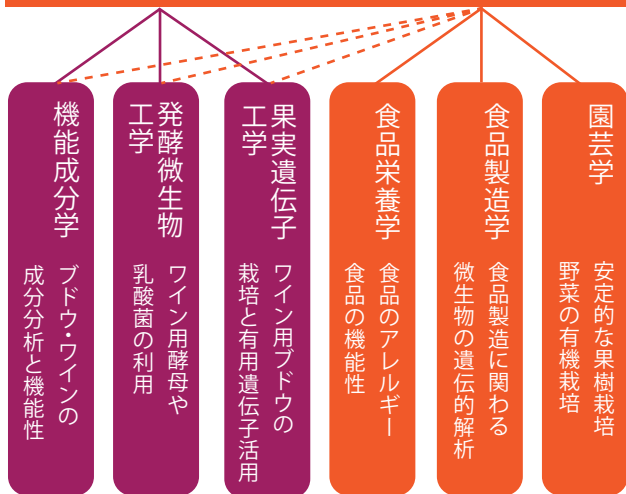 機能成分学
ブドウ・ワインの
成分分析と機能性
発酵微生物
工学
ワイン用酵母や
乳酸菌の利用
果実遺伝子
工学
ワイン用ブドウの
栽培と有用遺伝子活用
食品栄養学
食品のアレルギー
食品の機能性
食品製造学
食品製造に関わる
微生物の遺伝的解析
園芸学
安定的な果樹栽培
野菜の有機栽培